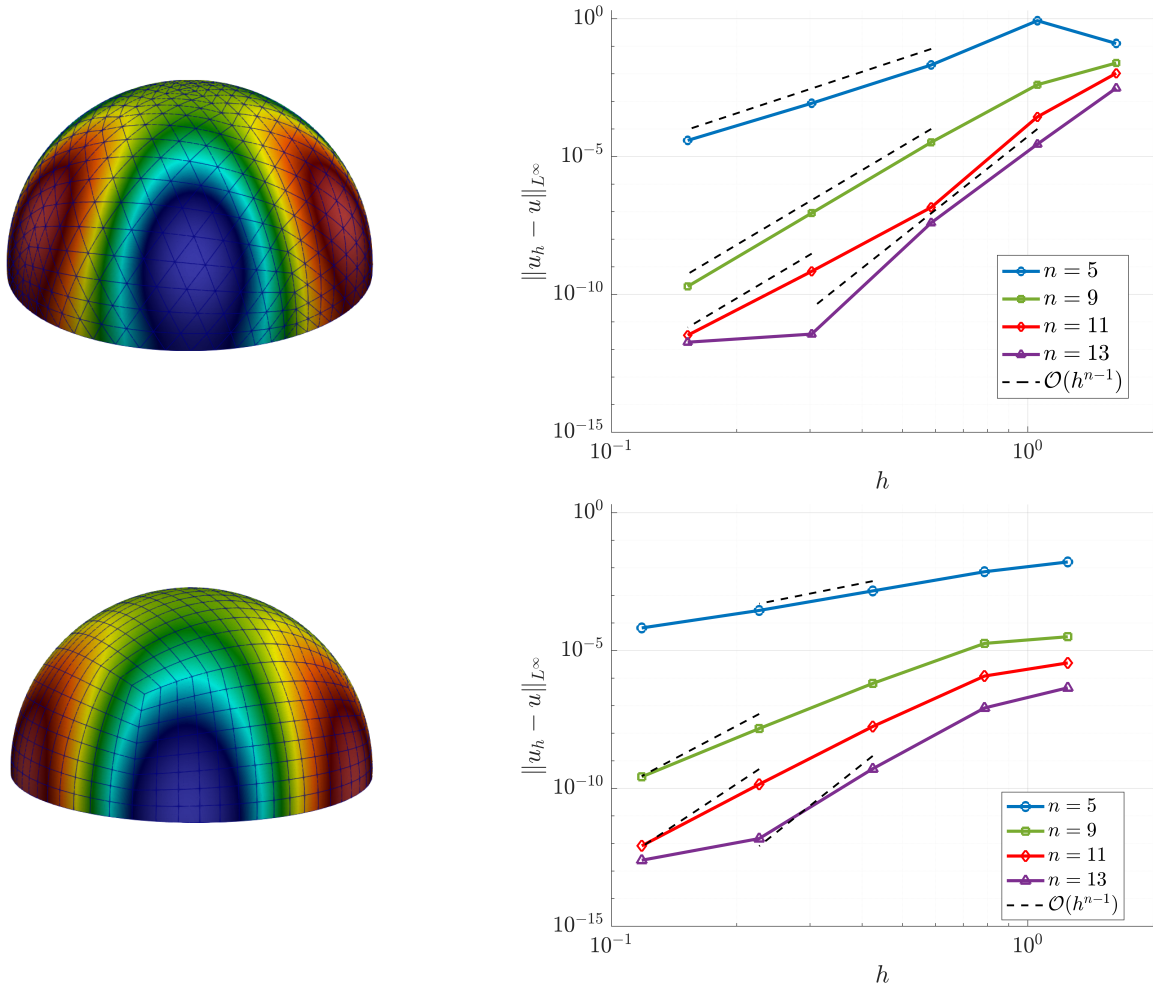 10^0
10^{-5}
10^{-10}
10^{-15}
‖u_h − u‖_{L^∞}
n = 5
n = 9
n = 11
n = 13
𝒪(h^{n−1})
10^{-1}
10^0
h
10^0
10^{-5}
10^{-10}
10^{-15}
‖u_h − u‖_{L^∞}
n = 5
n = 9
n = 11
n = 13
𝒪(h^{n−1})
10^{-1}
10^0
h